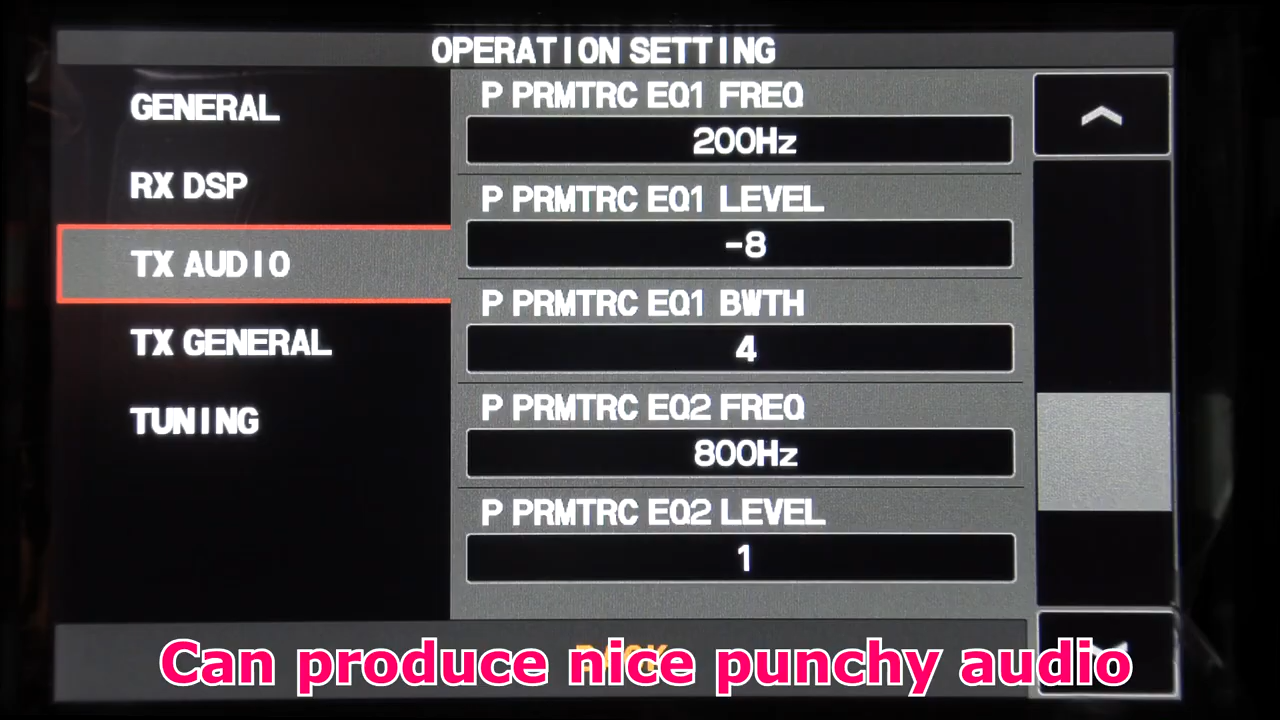 OPERATION SETTING
GENERAL
RX DSP
TX AUDIO
TX GENERAL
TUNING
P PRMTRC EQ1 FREQ
200Hz
P PRMTRC EQ1 LEVEL
-8
P PRMTRC EQ1 BWTH
4
P PRMTRC EQ2 FREQ
800Hz
P PRMTRC EQ2 LEVEL
1
Can produce nice punchy audio